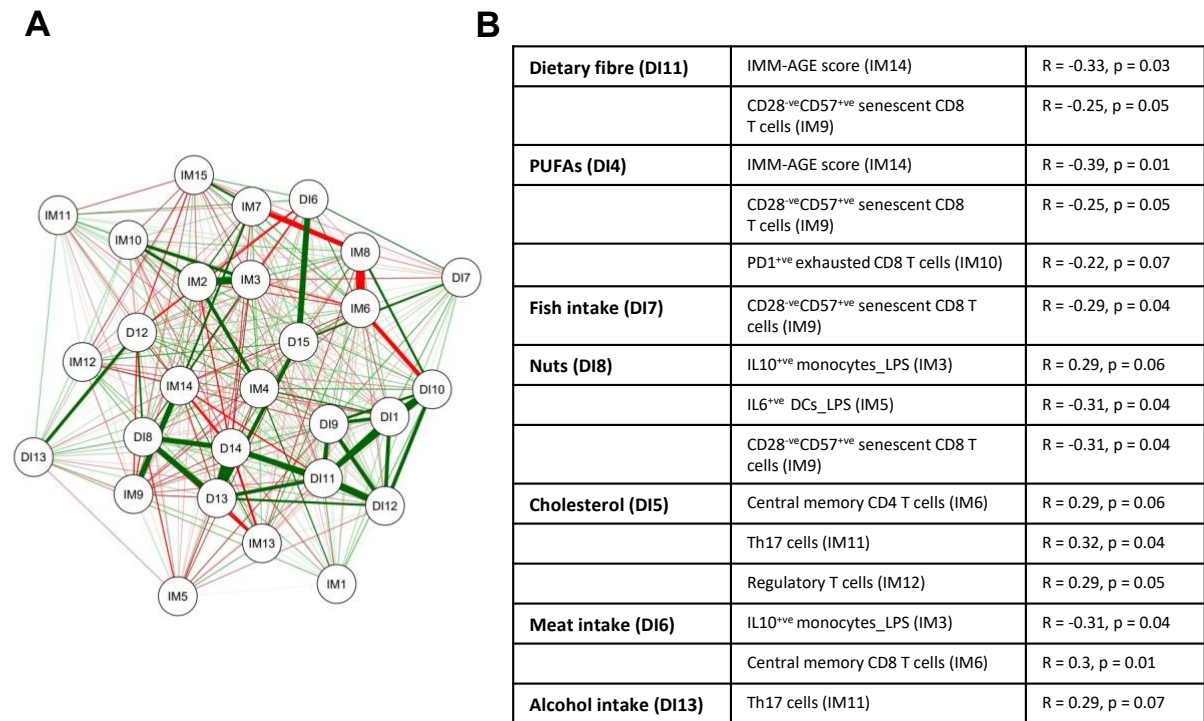 A
B
IM15
IM7
DI6
IM11
IM10
IM8
IM2
IM3
DI7
IM6
D12
D15
IM12
IM14
IM4
DI10
DI1
DI9
DI8
D14
DI13
DI11
IM9
D13
DI12
IM13
IM5
IM1
Dietary fibre (DI11) IMM-AGE score (IM14) R = -0.33, p = 0.03
CD28-veCD57+ve senescent CD8 R = -0.25, p = 0.05
T cells (IM9)
PUFAs (DI4) IMM-AGE score (IM14) R = -0.39, p = 0.01
CD28-veCD57+ve senescent CD8 R = -0.25, p = 0.05
T cells (IM9)
PD1+ve exhausted CD8 T cells (IM10) R = -0.22, p = 0.07
Fish intake (DI7) CD28-veCD57+ve senescent CD8 T R = -0.29, p = 0.04
cells (IM9)
Nuts (DI8) IL10+ve monocytes_LPS (IM3) R = 0.29, p = 0.06
IL6+ve DCs_LPS (IM5) R = -0.31, p = 0.04
CD28-veCD57+ve senescent CD8 T R = -0.31, p = 0.04
cells (IM9)
Cholesterol (DI5) Central memory CD4 T cells (IM6) R = 0.29, p = 0.06
Th17 cells (IM11) R = 0.32, p = 0.04
Regulatory T cells (IM12) R = 0.29, p = 0.05
Meat intake (DI6) IL10+ve monocytes_LPS (IM3) R = -0.31, p = 0.04
Central memory CD8 T cells (IM6) R = 0.3, p = 0.01
Alcohol intake (DI13) Th17 cells (IM11) R = 0.29, p = 0.07